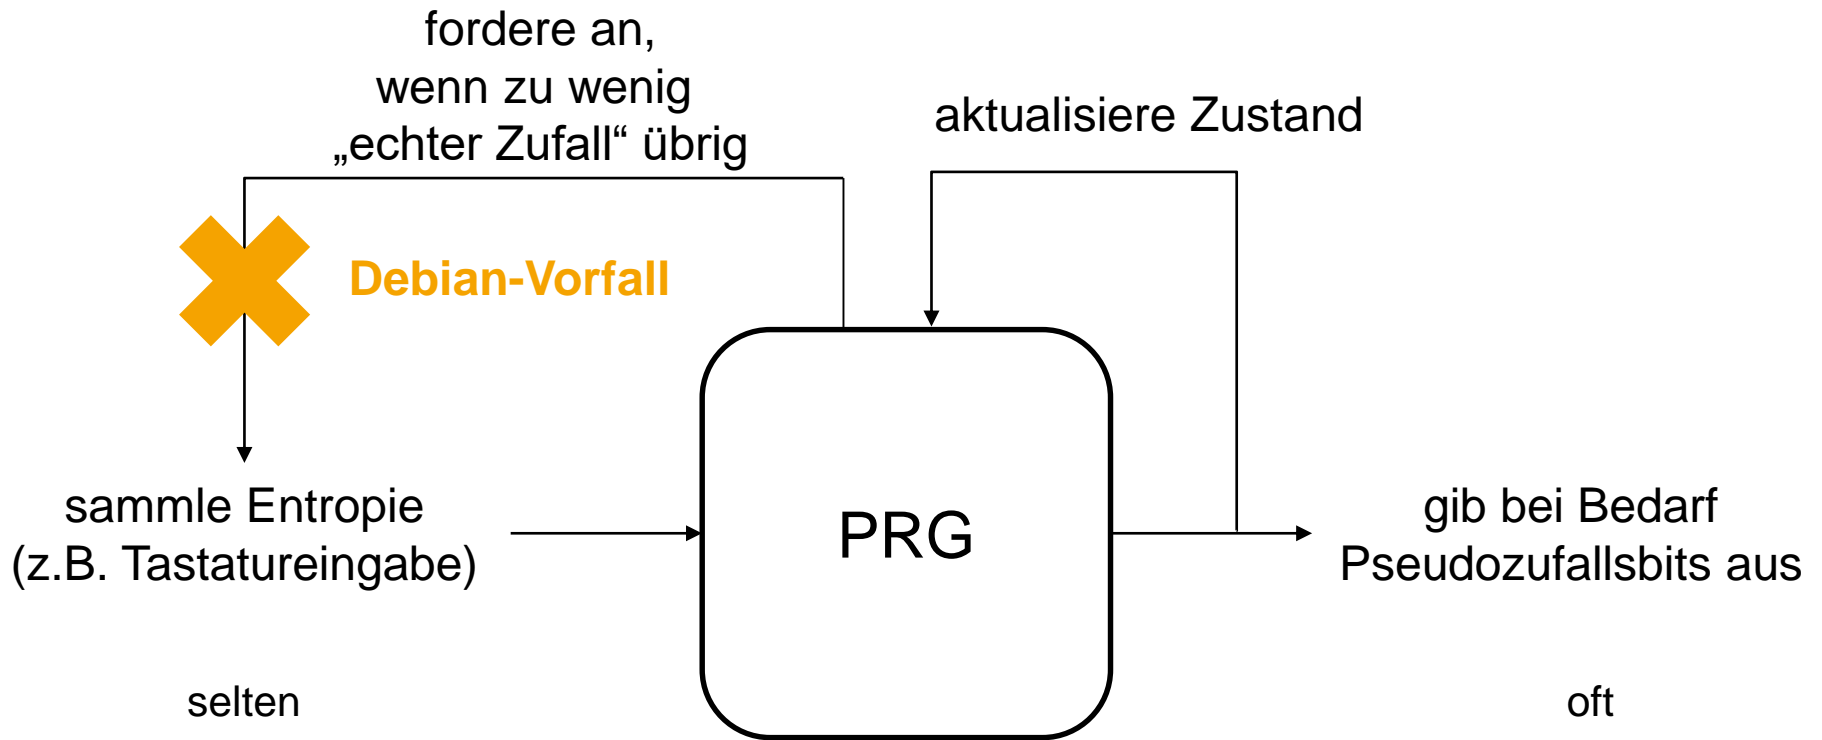 fordere an,
wenn zu wenig
„echter Zufall“ übrig
aktualisiere Zustand
Debian-Vorfall
sammle Entropie
(z.B. Tastatureingabe)
PRG
gib bei Bedarf
Pseudozufallsbits aus
selten
oft